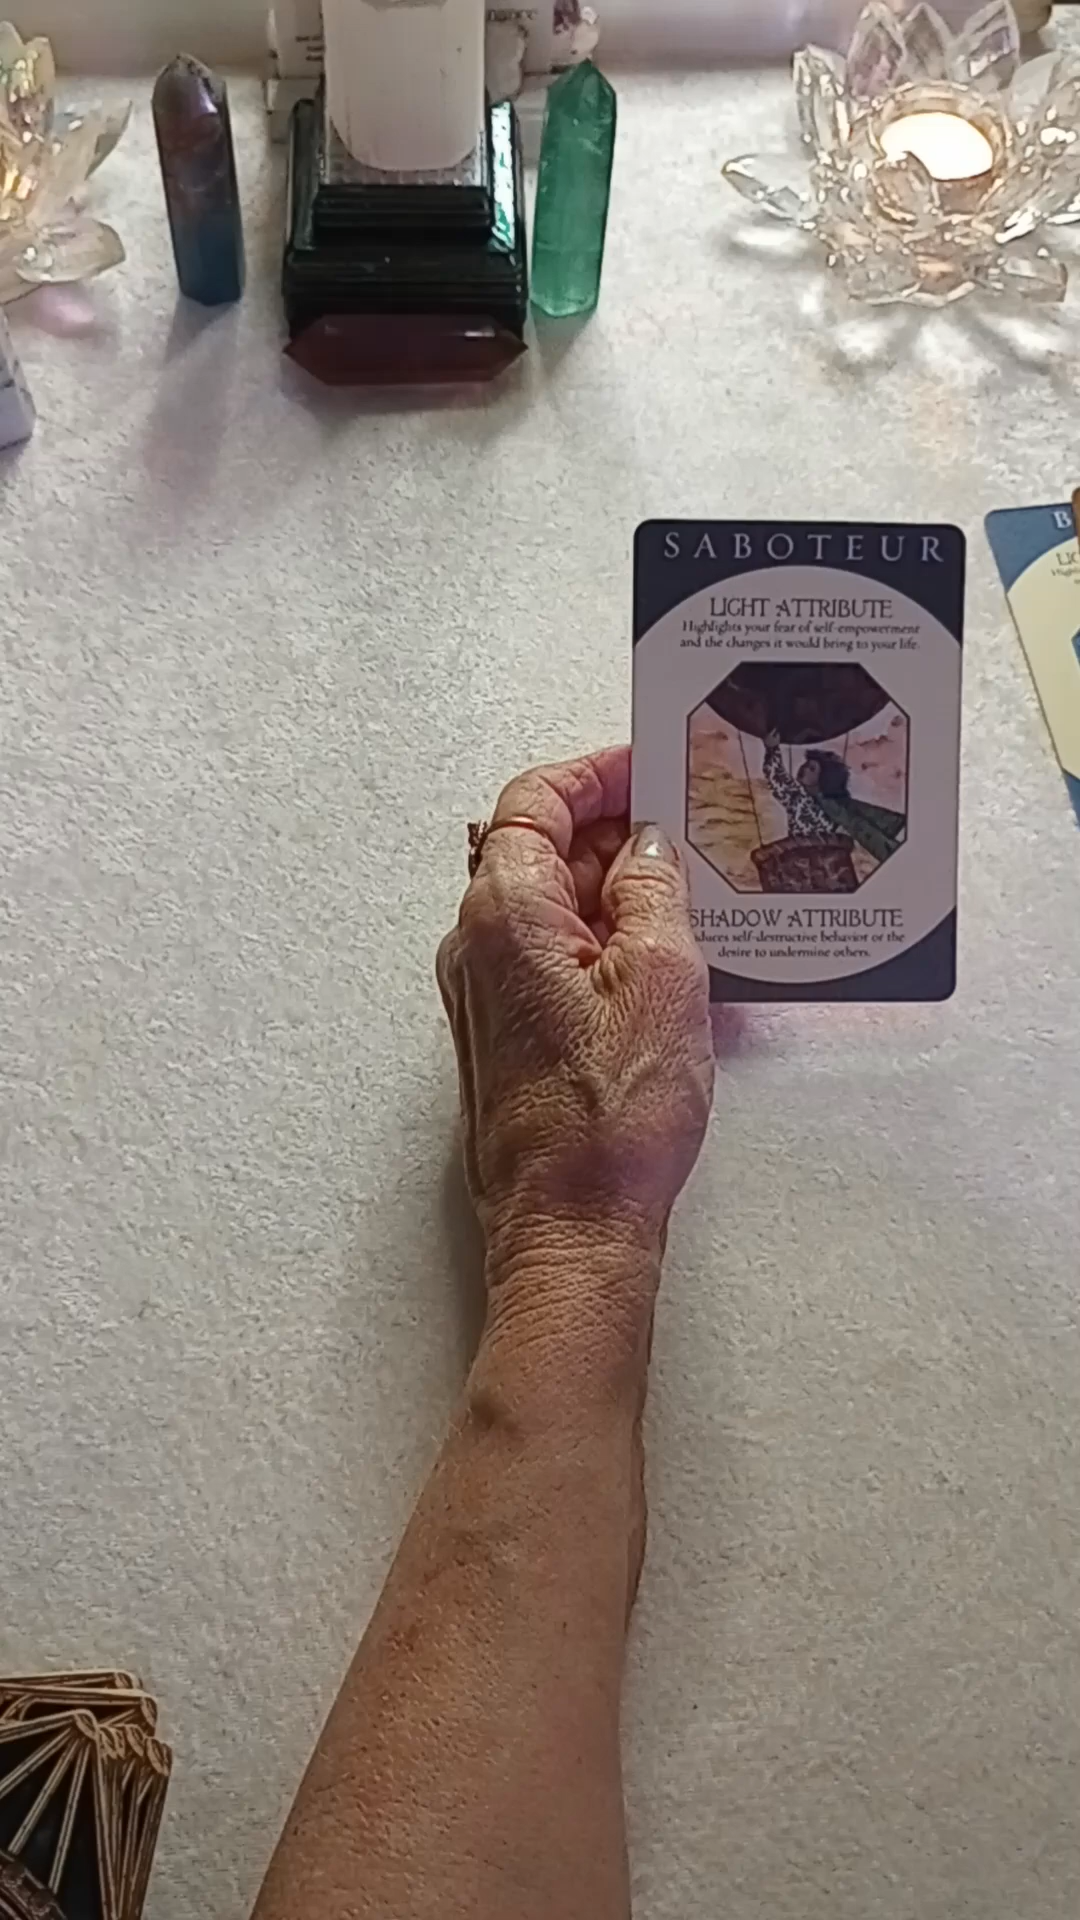 SABOTEUR
LIGHT ATTRIBUTE
Highlights your fear of self-empowerment
and the changes it would bring to your life.
SHADOW ATTRIBUTE
self-destructive behavior or the
desire to undermine others.
B